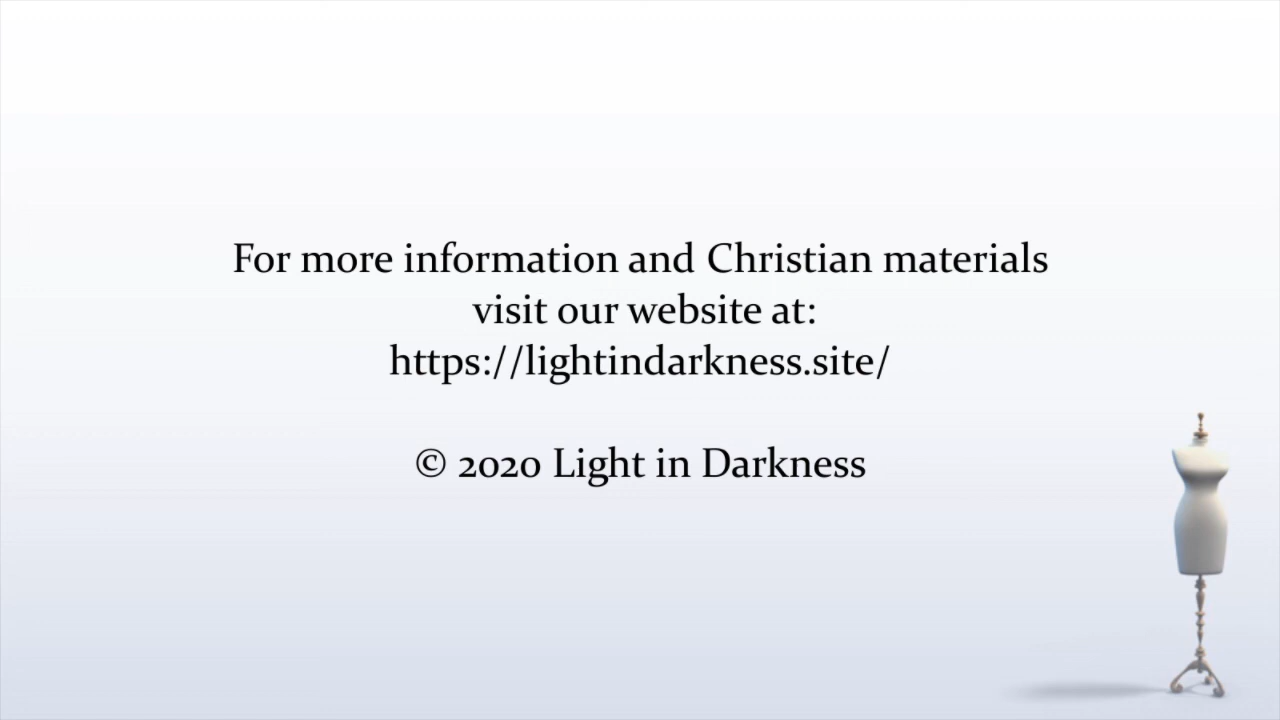 For more information and Christian materials
visit our website at:
https://lightindarkness.site/
© 2020 Light in Darkness